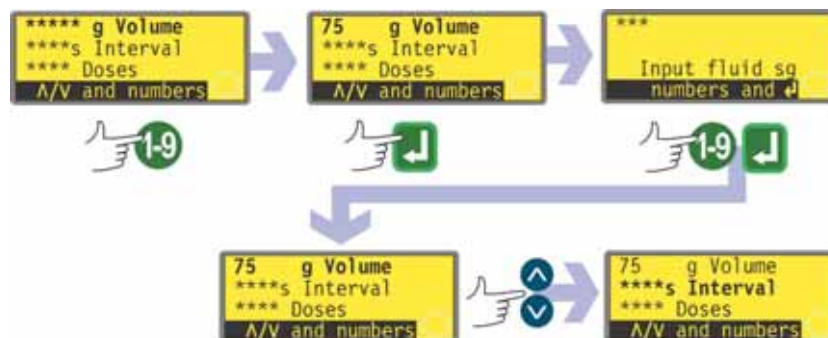 ***** g Volume
****s Interval
**** Doses
Λ/V and numbers
75 g Volume
****s Interval
**** Doses
Λ/V and numbers
***
Input fluid sg
numbers and ↲
1-9
1-9
75 g Volume
****s Interval
**** Doses
Λ/V and numbers
75 g Volume
****s Interval
**** Doses
Λ/V and numbers